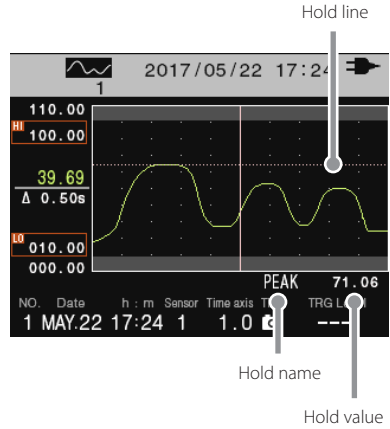 Hold line
2017/05/22 17:24
1
110.00
HI
100.00
39.69
Δ 0.50s
LO
010.00
000.00
PEAK 71.06
NO. Date h:m Sensor Time axis TRG
1 MAY.22 17:24 1 1.0 ---
Hold name
Hold value